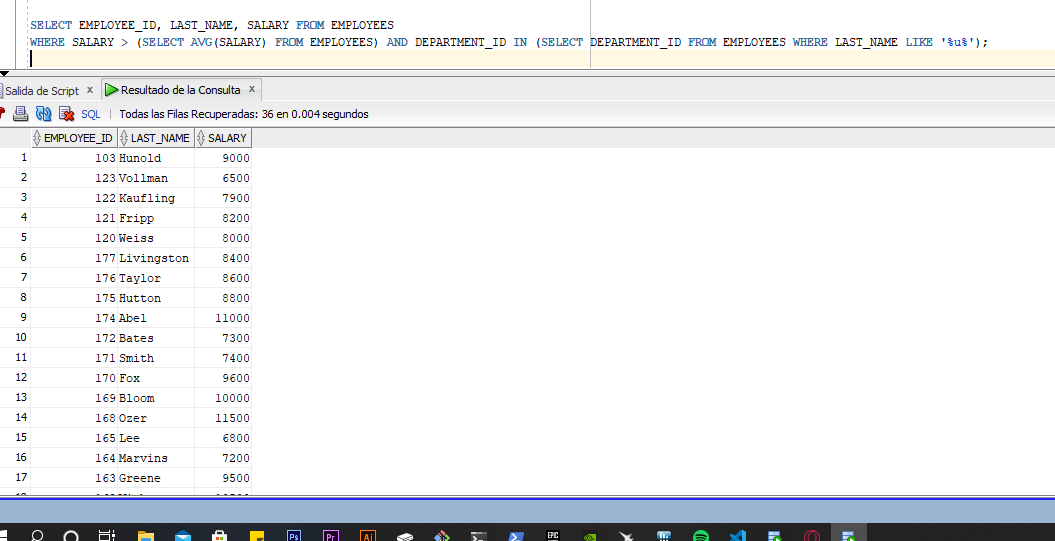 SELECT EMPLOYEE_ID, LAST_NAME, SALARY FROM EMPLOYEES
WHERE SALARY > (SELECT AVG(SALARY) FROM EMPLOYEES) AND DEPARTMENT_ID IN (SELECT DEPARTMENT_ID FROM EMPLOYEES WHERE LAST_NAME LIKE '%u%');
Salida de Script x Resultado de la Consulta x
SQL | Todas las Filas Recuperadas: 36 en 0.004 segundos
EMPLOYEE_ID LAST_NAME SALARY
1 103 Hunold 9000
2 123 Vollman 6500
3 122 Kaufling 7900
4 121 Fripp 8200
5 120 Weiss 8000
6 177 Livingston 8400
7 176 Taylor 8600
8 175 Hutton 8800
9 174 Abel 11000
10 172 Bates 7300
11 171 Smith 7400
12 170 Fox 9600
13 169 Bloom 10000
14 168 Ozer 11500
15 165 Lee 6800
16 164 Marvins 7200
17 163 Greene 9500
Ps Pr Ai EPIC